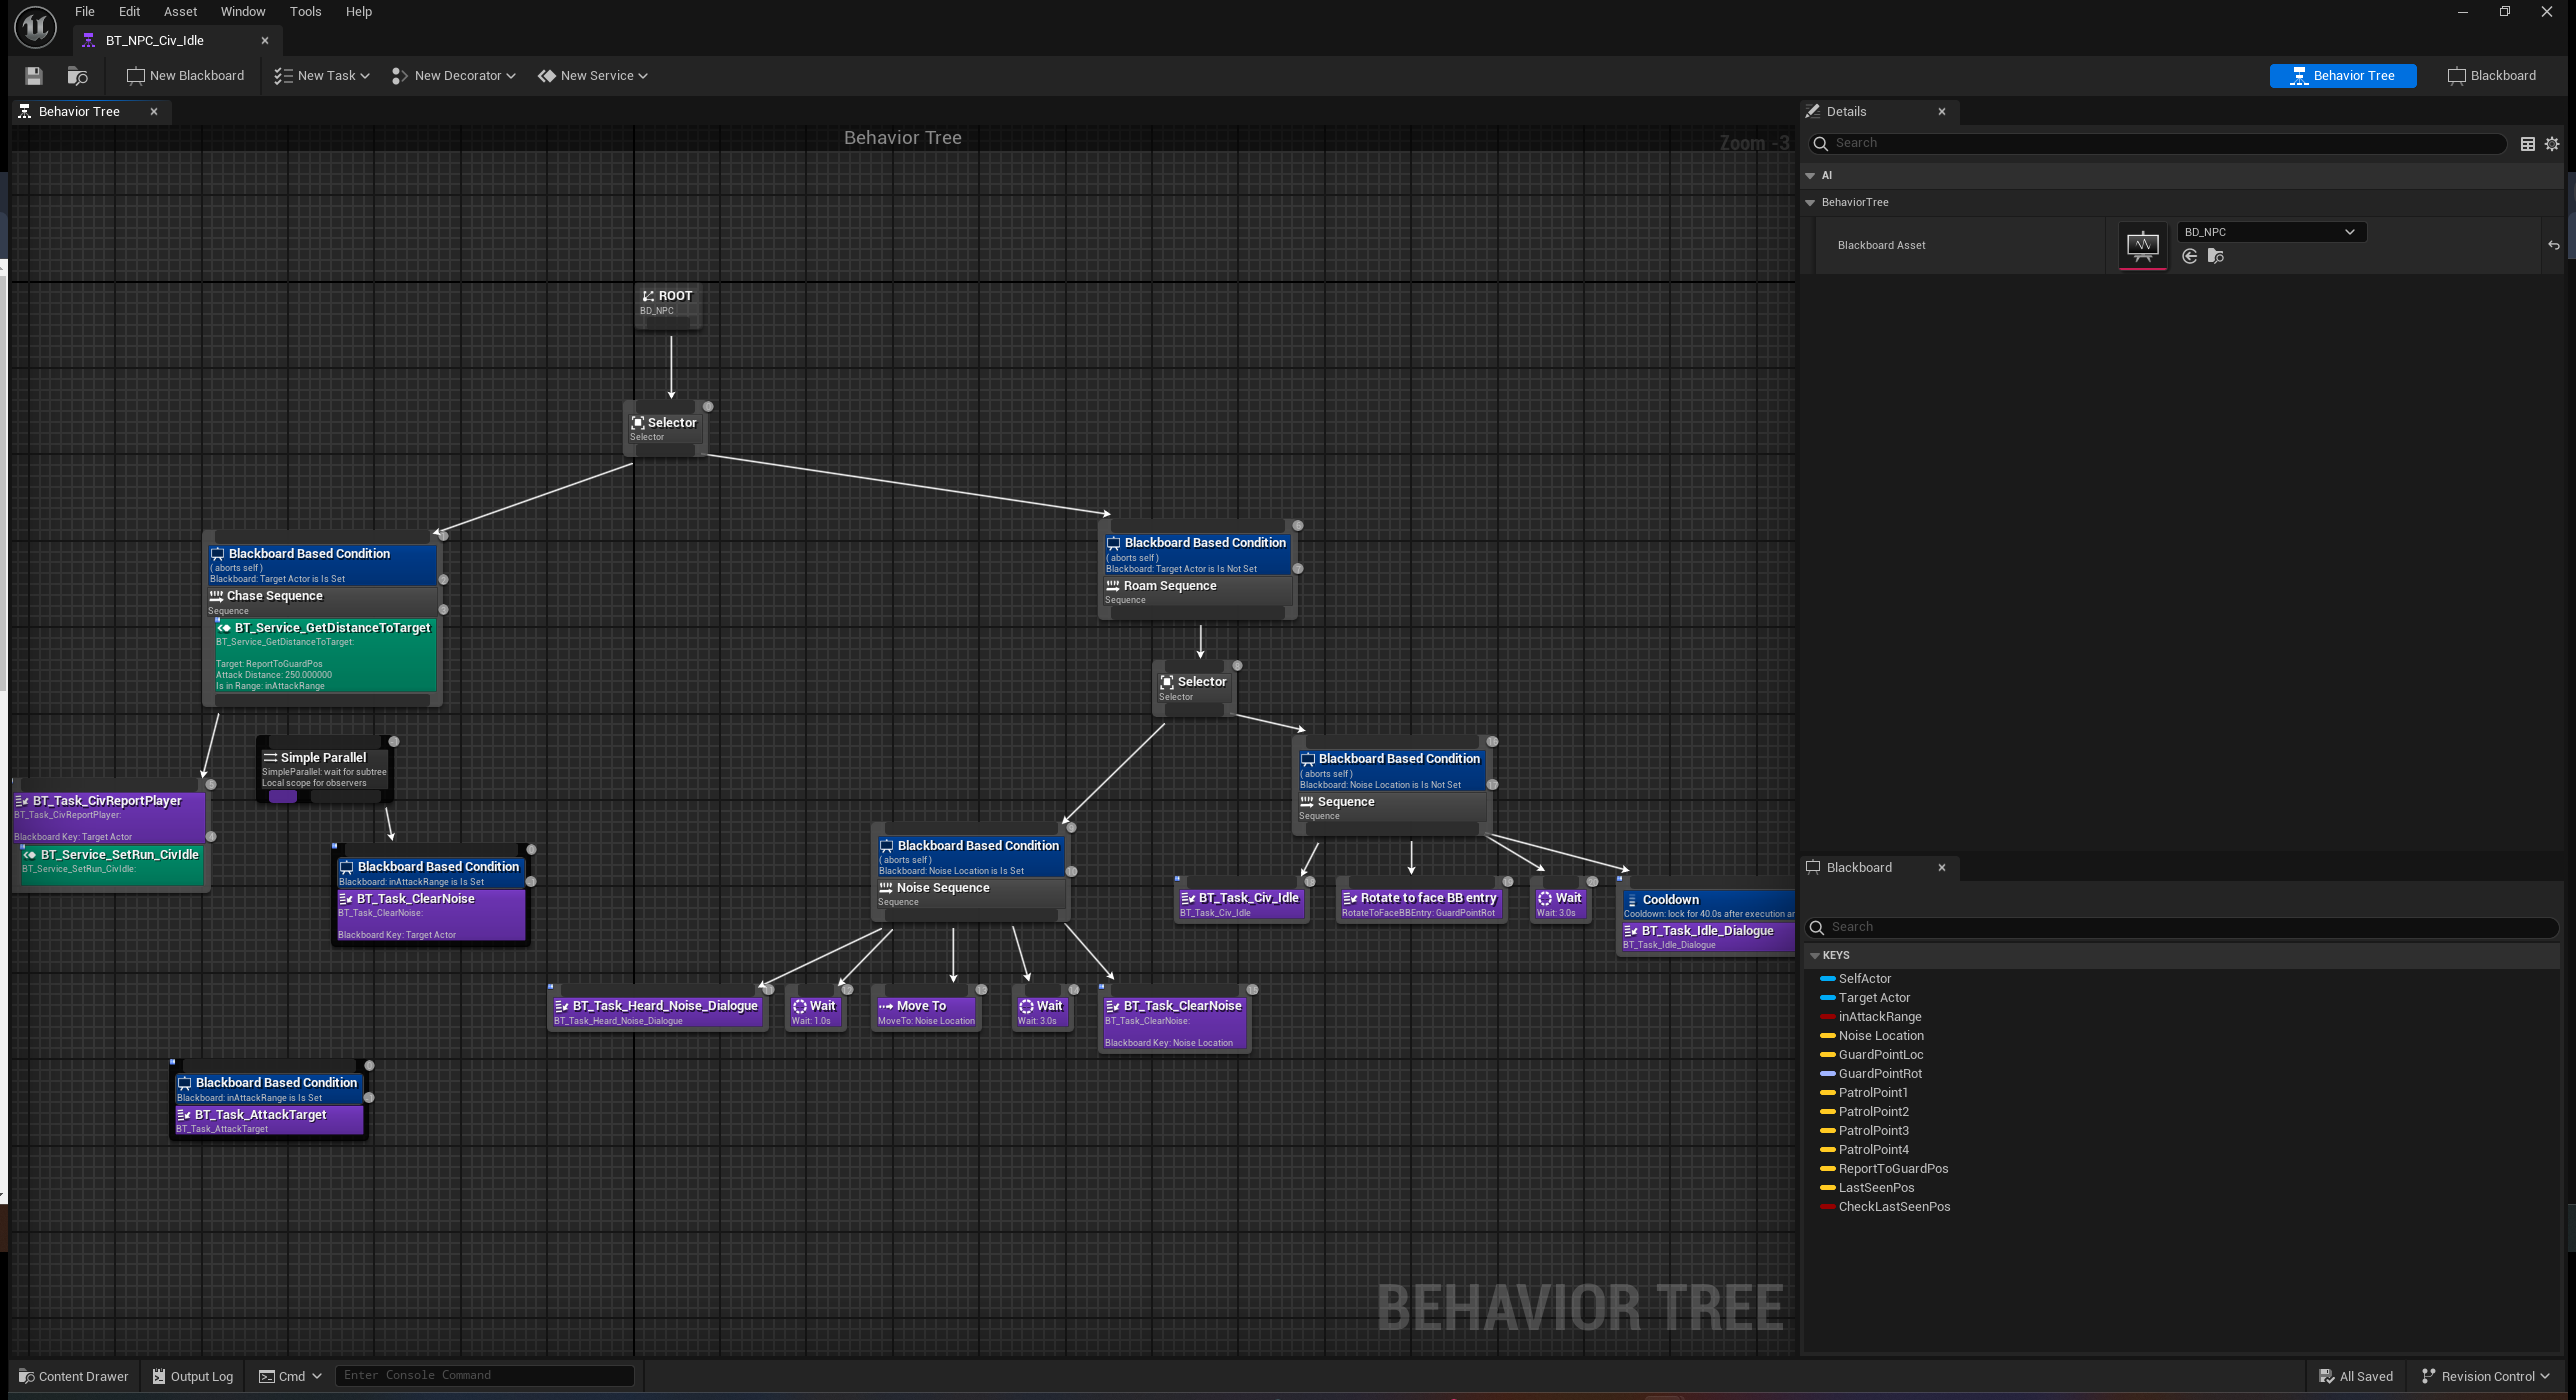 File Edit Asset Window Tools Help
BT_NPC_Civ_Idle
New Blackboard
New Task
New Decorator
New Service
Behavior Tree
Blackboard
Behavior Tree
Behavior Tree
Zoom -3
ROOT
BD_NPC
Selector
Selector
Blackboard Based Condition
( aborts self )
Blackboard: Target Actor is Is Set
Chase Sequence
Sequence
BT_Service_GetDistanceToTarget
BT_Service_GetDistanceToTarget:
Target: ReportToGuardPos
Attack Distance: 250.000000
Is in Range: inAttackRange
Blackboard Based Condition
( aborts self )
Blackboard: Target Actor is Is Not Set
Roam Sequence
Sequence
Selector
Selector
Simple Parallel
SimpleParallel: wait for subtree
Local scope for observers
BT_Task_CivReportPlayer
BT_Task_CivReportPlayer:
Blackboard Key: Target Actor
BT_Service_SetRun_CivIdle
BT_Service_SetRun_CivIdle:
Blackboard Based Condition
Blackboard: inAttackRange is Is Set
BT_Task_ClearNoise
BT_Task_ClearNoise:
Blackboard Key: Target Actor
Blackboard Based Condition
( aborts self )
Blackboard: Noise Location is Is Not Set
Sequence
Sequence
Blackboard Based Condition
( aborts self )
Blackboard: Noise Location is Is Set
Noise Sequence
Sequence
BT_Task_Civ_Idle
BT_Task_Civ_Idle
Rotate to face BB entry
RotateToFaceBBEntry: GuardPointRot
Wait
Wait: 3.0s
Cooldown
Cooldown: lock for 40.0s after execution ar
BT_Task_Idle_Dialogue
BT_Task_Idle_Dialogue
BT_Task_Heard_Noise_Dialogue
BT_Task_Heard_Noise_Dialogue
Wait
Wait: 1.0s
Move To
MoveTo: Noise Location
Wait
Wait: 3.0s
BT_Task_ClearNoise
BT_Task_ClearNoise:
Blackboard Key: Noise Location
Blackboard Based Condition
Blackboard: inAttackRange is Is Set
BT_Task_AttackTarget
BT_Task_AttackTarget
BEHAVIOR TREE
Details
Search
AI
BehaviorTree
Blackboard Asset
BD_NPC
Blackboard
Search
KEYS
SelfActor
Target Actor
inAttackRange
Noise Location
GuardPointLoc
GuardPointRot
PatrolPoint1
PatrolPoint2
PatrolPoint3
PatrolPoint4
ReportToGuardPos
LastSeenPos
CheckLastSeenPos
Content Drawer
Output Log
Cmd
Enter Console Command
All Saved
Revision Control